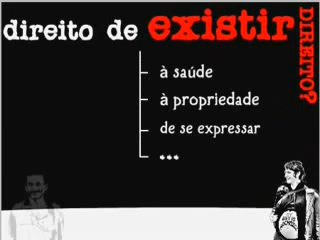 direito de existir
DIREITO?
à saúde
à propriedade
de se expressar
...